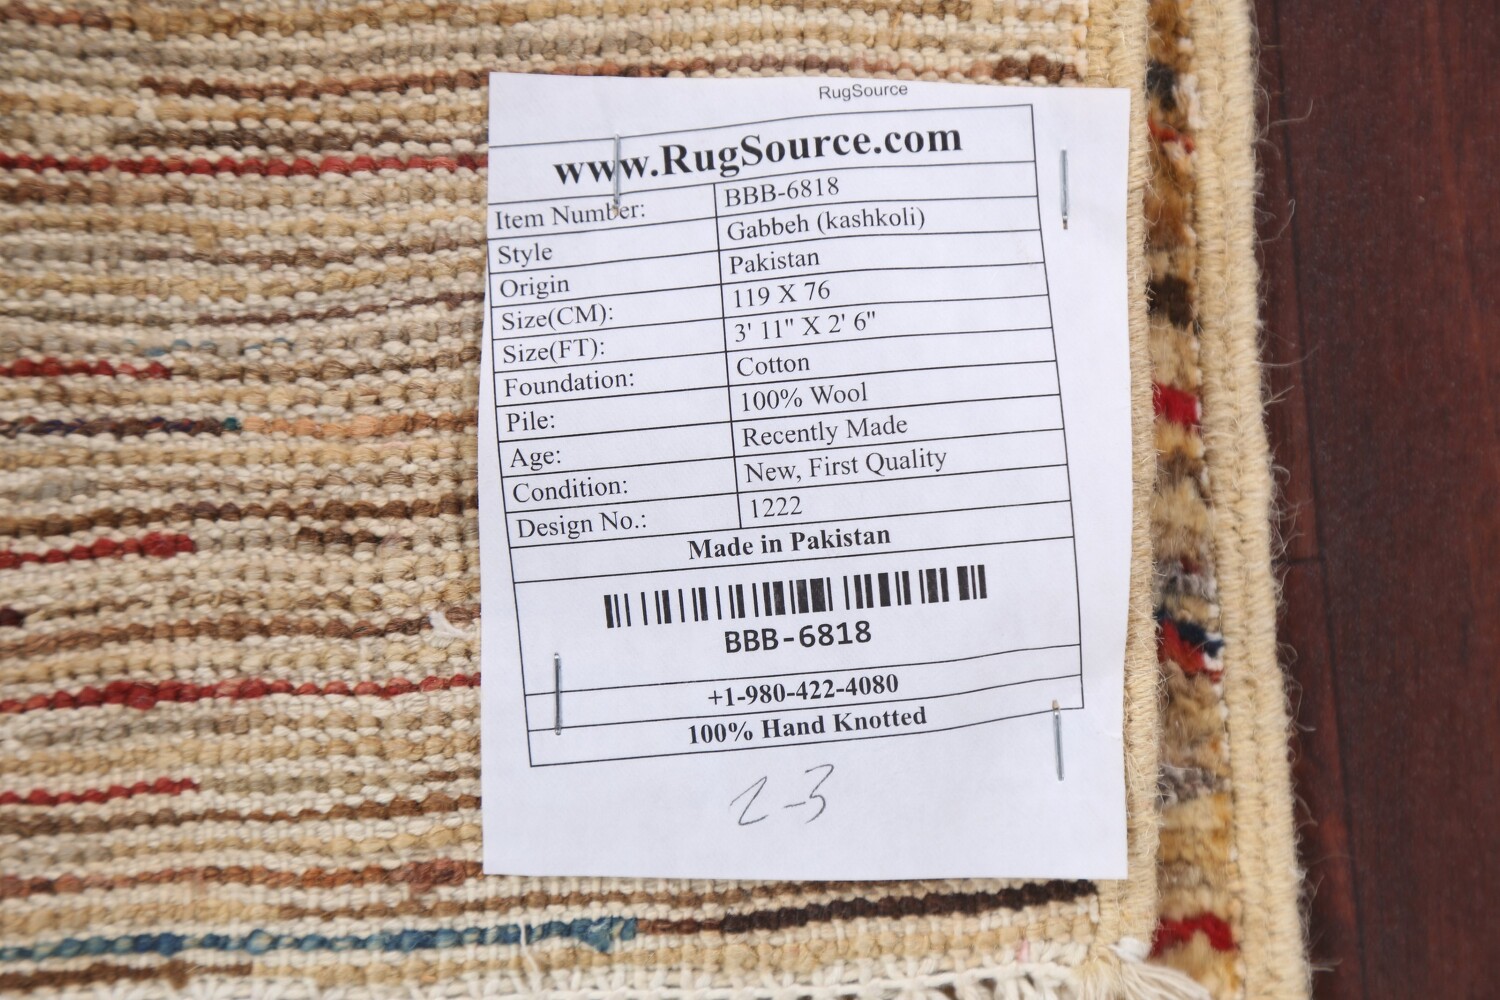 RugSource
www.RugSource.com
Item Number: BBB-6818
Style Gabbeh (kashkoli)
Origin Pakistan
Size(CM): 119 X 76
Size(FT): 3' 11" X 2' 6"
Foundation: Cotton
Pile: 100% Wool
Age: Recently Made
Condition: New, First Quality
Design No.: 1222
Made in Pakistan
BBB-6818
+1-980-422-4080
100% Hand Knotted
2-3